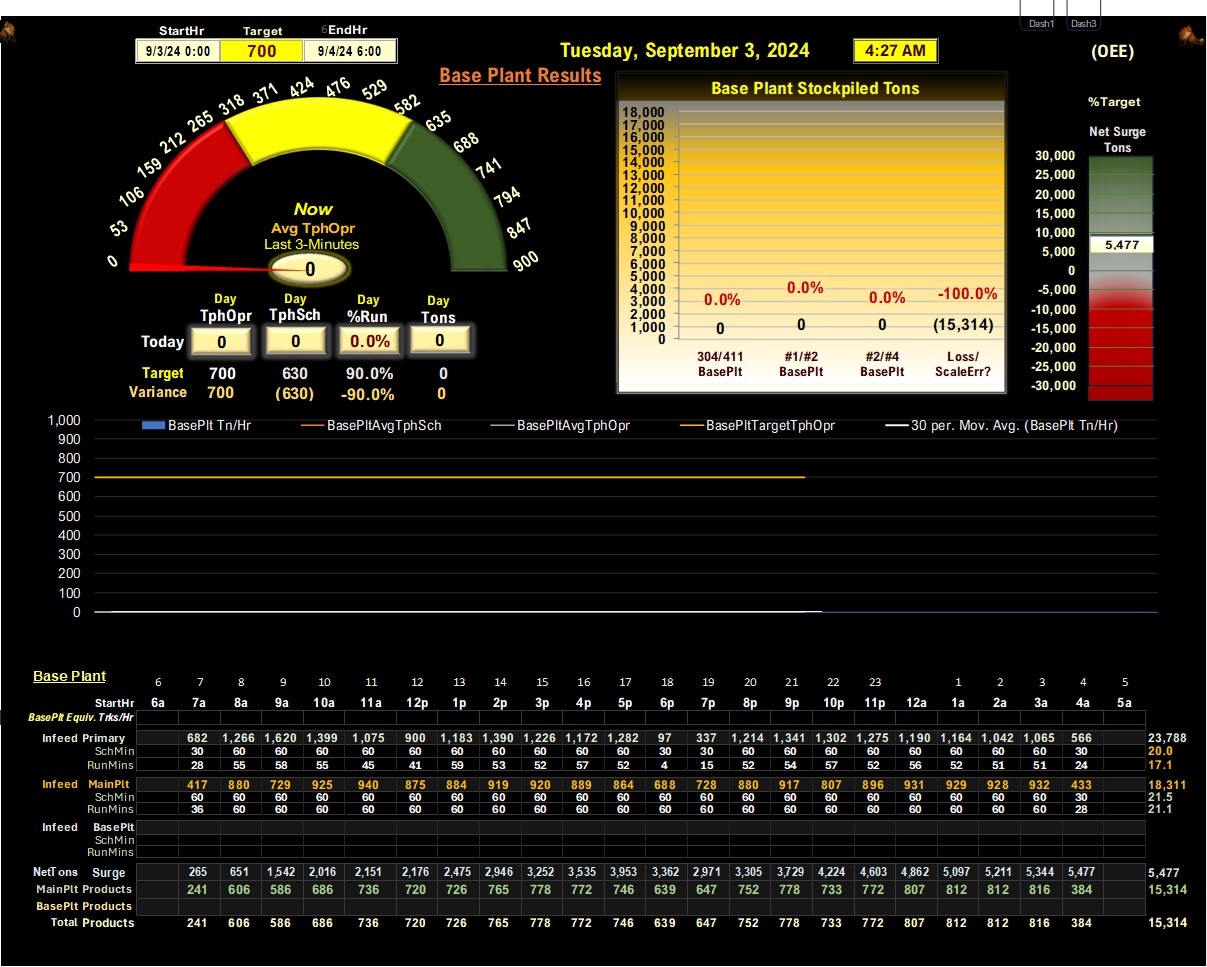 Dash1 Dash3
StartHr Target 6EndHr
9/3/24 0:00 700 9/4/24 6:00
Tuesday, September 3, 2024 4:27 AM (OEE)
Base Plant Results
0 53 106 159 212 265 318 371 424 476 529 582 635 688 741 794 847 900
Now
Avg TphOpr
Last 3-Minutes
0
Day Day Day Day
TphOpr TphSch %Run Tons
Today 0 0 0.0% 0
Target 700 630 90.0% 0
Variance 700 (630) -90.0% 0
Base Plant Stockpiled Tons
18,000
17,000
16,000
15,000
14,000
13,000
12,000
11,000
10,000
9,000
8,000
7,000
6,000
5,000
4,000
3,000
2,000
1,000
0
0.0% 0.0% 0.0% -100.0%
0 0 0 (15,314)
304/411 #1/#2 #2/#4 Loss/
BasePlt BasePlt BasePlt ScaleErr?
%Target
Net Surge
Tons
30,000
25,000
20,000
15,000
10,000
5,000
0
-5,000
-10,000
-15,000
-20,000
-25,000
-30,000
5,477
BasePlt Tn/Hr BasePltAvgTphSch BasePltAvgTphOpr BasePltTargetTphOpr 30 per. Mov. Avg. (BasePlt Tn/Hr)
1,000
900
800
700
600
500
400
300
200
100
0
Base Plant 6 7 8 9 10 11 12 13 14 15 16 17 18 19 20 21 22 23 1 2 3 4 5
StartHr 6a 7a 8a 9a 10a 11a 12p 1p 2p 3p 4p 5p 6p 7p 8p 9p 10p 11p 12a 1a 2a 3a 4a 5a
BasePlt Equiv. Trks/Hr
Infeed Primary 682 1,266 1,620 1,399 1,075 900 1,183 1,390 1,226 1,172 1,282 97 337 1,214 1,341 1,302 1,275 1,190 1,164 1,042 1,065 566 23,788
SchMin 30 60 60 60 60 60 60 60 60 60 60 30 30 60 60 60 60 60 60 60 60 30 20.0
RunMins 28 55 58 55 45 41 59 53 52 57 52 4 15 52 54 57 52 56 52 51 51 24 17.1
Infeed MainPlt 417 880 729 925 940 875 884 919 920 889 864 688 728 880 917 807 896 931 929 928 932 433 18,311
SchMin 60 60 60 60 60 60 60 60 60 60 60 60 60 60 60 60 60 60 60 60 60 30 21.5
RunMins 36 60 60 60 60 60 60 60 60 60 60 60 60 60 60 60 60 60 60 60 60 28 21.1
Infeed BasePlt
SchMin
RunMins
NetTons Surge 265 651 1,542 2,016 2,151 2,176 2,475 2,946 3,252 3,535 3,953 3,362 2,971 3,305 3,729 4,224 4,603 4,862 5,097 5,211 5,344 5,477 5,477
MainPlt Products 241 606 586 686 736 720 726 765 778 772 746 639 647 752 778 733 772 807 812 812 816 384 15,314
BasePlt Products
Total Products 241 606 586 686 736 720 726 765 778 772 746 639 647 752 778 733 772 807 812 812 816 384 15,314